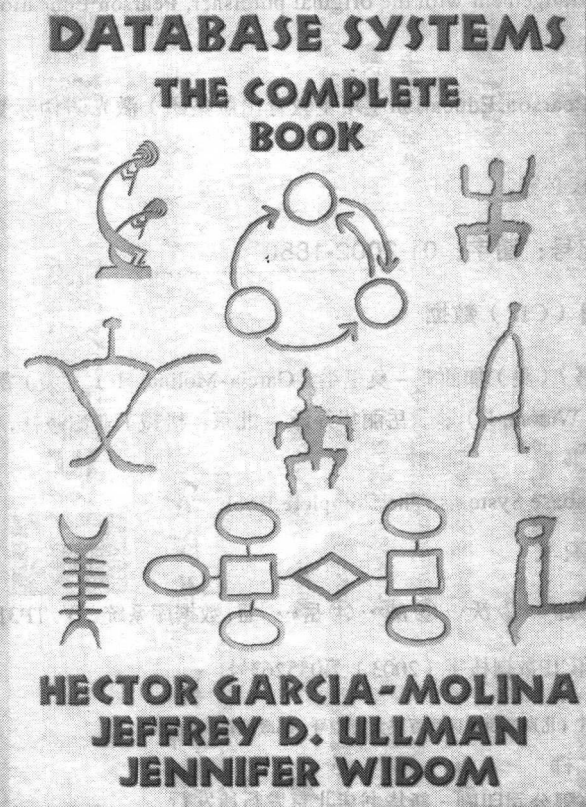 DATABASE SYSTEMS
THE COMPLETE
BOOK
HECTOR GARCIA-MOLINA
JEFFREY D. ULLMAN
JENNIFER WIDOM